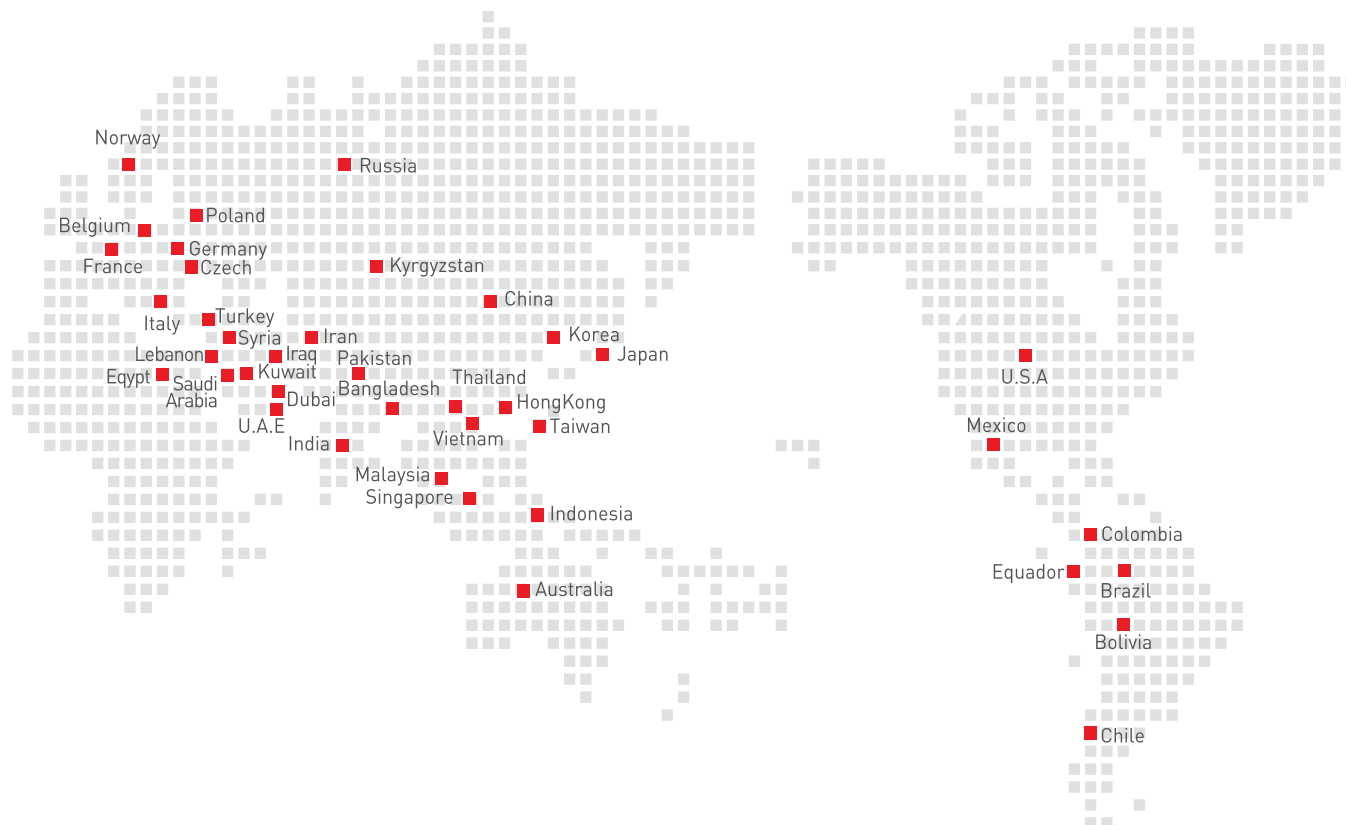 Norway
Russia
Poland
Belgium
Germany
France
Czech
Kyrgyzstan
China
Italy
Turkey
Syria
Iran
Korea
Lebanon
Iraq
Japan
Pakistan
Eqypt
Saudi
Arabia
Kuwait
Thailand
U.S.A
Bangladesh
Dubai
HongKong
U.A.E
Vietnam
Taiwan
Mexico
India
Malaysia
Singapore
Indonesia
Colombia
Equador
Australia
Brazil
Bolivia
Chile